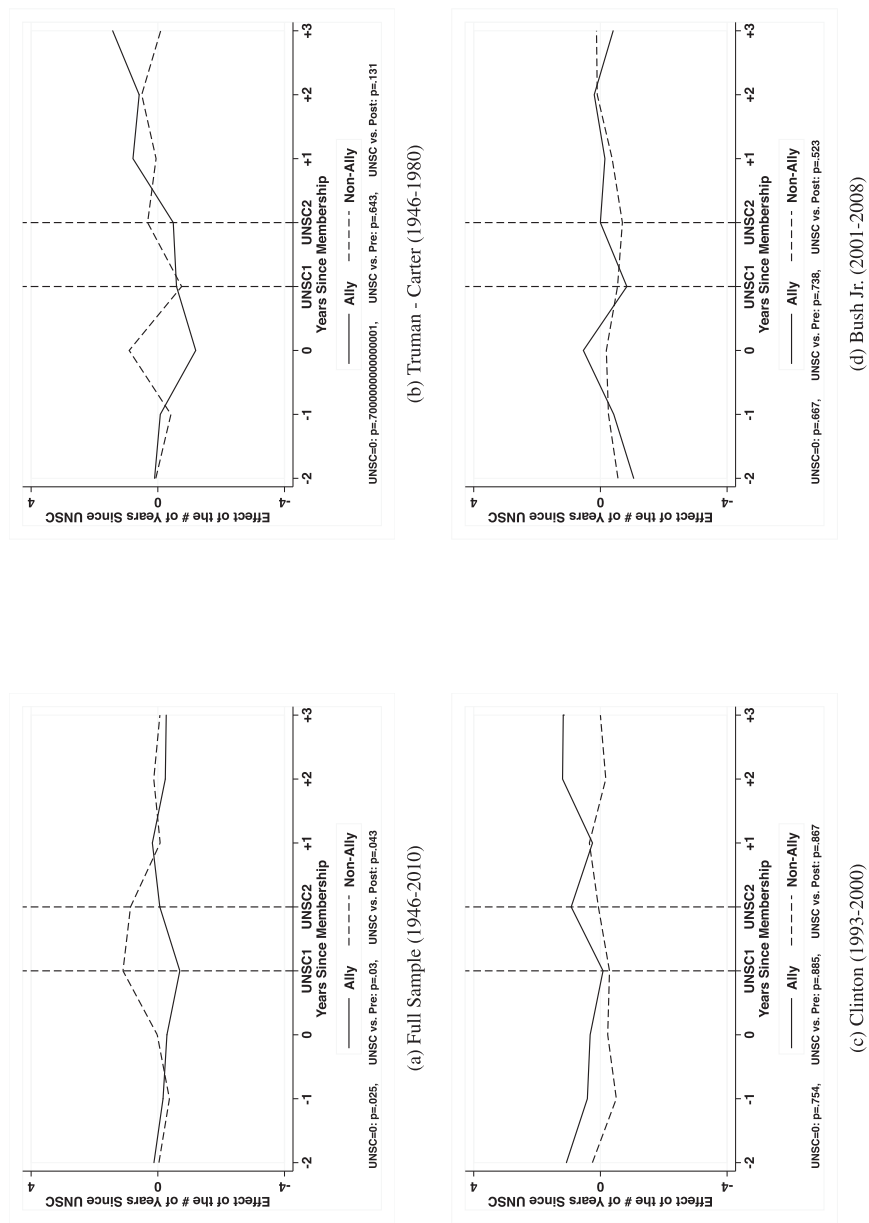 Effect of the # of Years Since UNSC
4
0
-4
-2 -1 0 UNSC1 UNSC2 +1 +2 +3
Years Since Membership
Ally Non-Ally
UNSC=0: p=.025, UNSC vs. Pre: p=.03, UNSC vs. Post: p=.043
(a) Full Sample (1946-2010)
Effect of the # of Years Since UNSC
4
0
-4
-2 -1 0 UNSC1 UNSC2 +1 +2 +3
Years Since Membership
Ally Non-Ally
UNSC=0: p=.7000000000000001, UNSC vs. Pre: p=.643, UNSC vs. Post: p=.131
(b) Truman - Carter (1946-1980)
Effect of the # of Years Since UNSC
4
0
-4
-2 -1 0 UNSC1 UNSC2 +1 +2 +3
Years Since Membership
Ally Non-Ally
UNSC=0: p=.754, UNSC vs. Pre: p=.885, UNSC vs. Post: p=.867
(c) Clinton (1993-2000)
Effect of the # of Years Since UNSC
4
0
-4
-2 -1 0 UNSC1 UNSC2 +1 +2 +3
Years Since Membership
Ally Non-Ally
UNSC=0: p=.667, UNSC vs. Pre: p=.738, UNSC vs. Post: p=.523
(d) Bush Jr. (2001-2008)